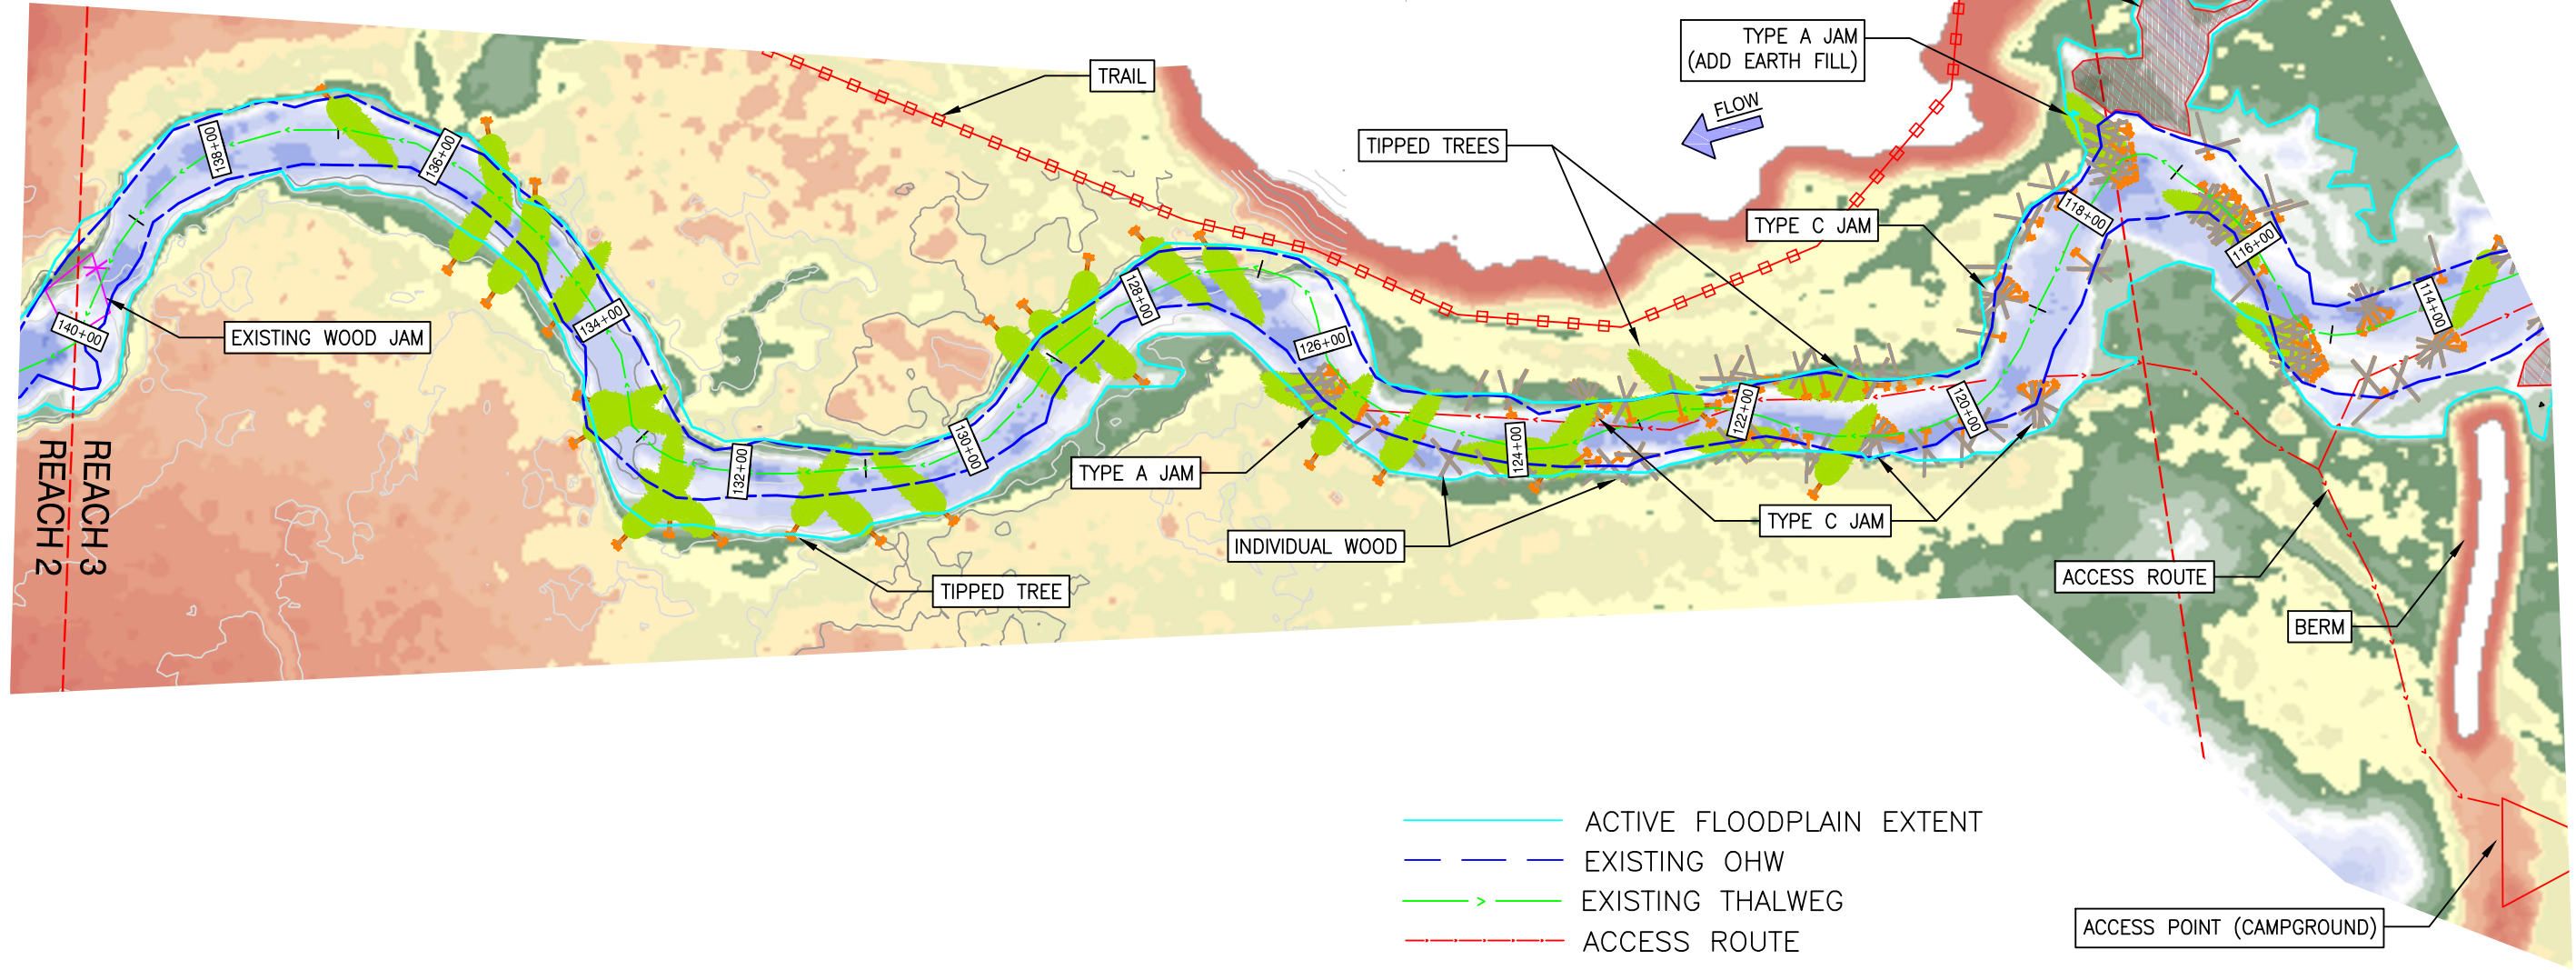 TYPE A JAM
(ADD EARTH FILL)
TRAIL
FLOW
TIPPED TREES
TYPE C JAM
138+00
136+00
134+00
140+00
EXISTING WOOD JAM
128+00
126+00
118+00
116+00
114+00
122+00
120+00
124+00
130+00
132+00
REACH 3
REACH 2
TYPE A JAM
TYPE C JAM
INDIVIDUAL WOOD
TIPPED TREE
ACCESS ROUTE
BERM
ACTIVE FLOODPLAIN EXTENT
EXISTING OHW
EXISTING THALWEG
ACCESS ROUTE
ACCESS POINT (CAMPGROUND)